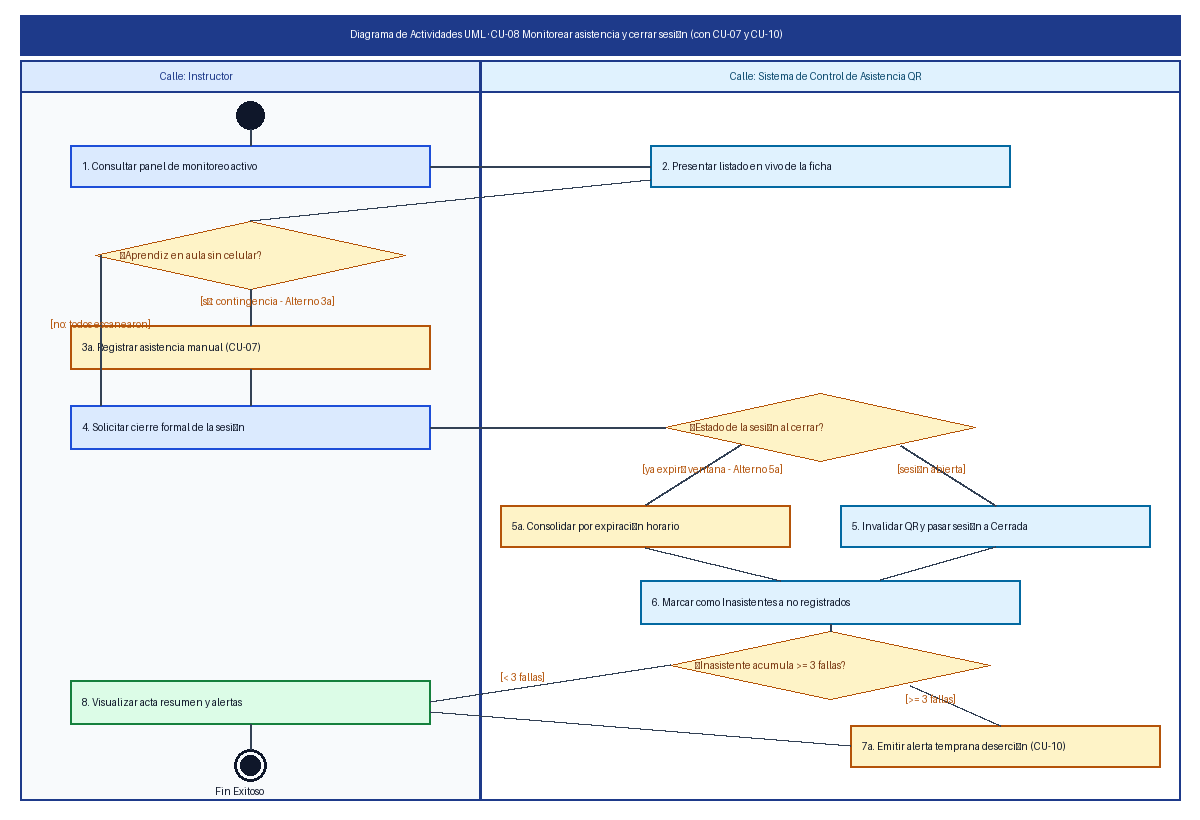 Diagrama de Actividades UML · CU-08 Monitorear asistencia y cerrar sesi▯n (con CU-07 y CU-10)
Calle: Instructor
Calle: Sistema de Control de Asistencia QR
1. Consultar panel de monitoreo activo
2. Presentar listado en vivo de la ficha
▯Aprendiz en aula sin celular?
[s▯: contingencia - Alterno 3a]
[no: todos escanearon]
3a. Registrar asistencia manual (CU-07)
4. Solicitar cierre formal de la sesi▯n
▯Estado de la sesi▯n al cerrar?
[ya expir▯ ventana - Alterno 5a]
[sesi▯n abierta]
5a. Consolidar por expiraci▯n horario
5. Invalidar QR y pasar sesi▯n a Cerrada
6. Marcar como Inasistentes a no registrados
▯Inasistente acumula >= 3 fallas?
[< 3 fallas]
[>= 3 fallas]
8. Visualizar acta resumen y alertas
7a. Emitir alerta temprana deserci▯n (CU-10)
Fin Exitoso